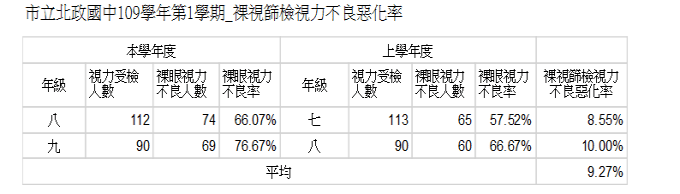 市立北政國中109學年第1學期_裸視篩檢視力不良惡化率
本學年度 上學年度
年級 視力受檢人數 裸眼視力不良人數 裸眼視力不良率 年級 視力受檢人數 裸眼視力不良人數 裸眼視力不良率 裸視篩檢視力不良惡化率
八 112 74 66.07% 七 113 65 57.52% 8.55%
九 90 69 76.67% 八 90 60 66.67% 10.00%
平均 9.27%